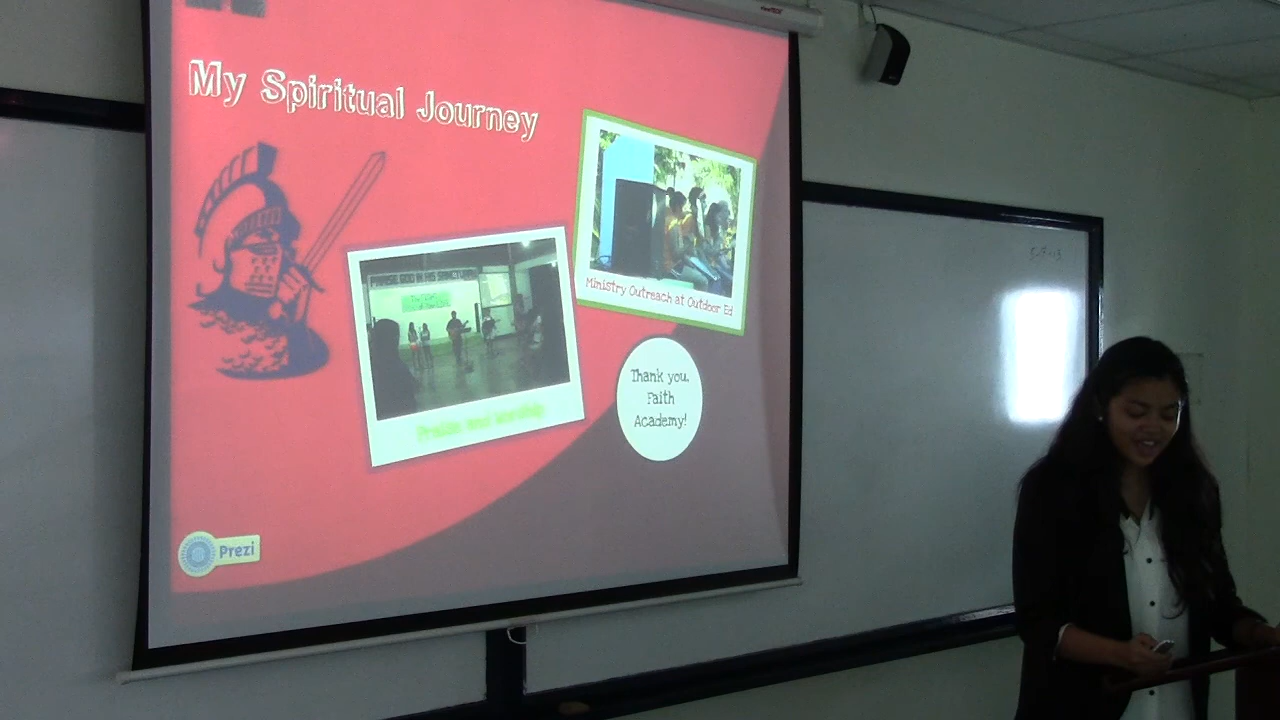 My Spiritual Journey
Ministry Outreach at Outdoor Ed
Praise and Worship
Thank you,
Faith
Academy!
Prezi